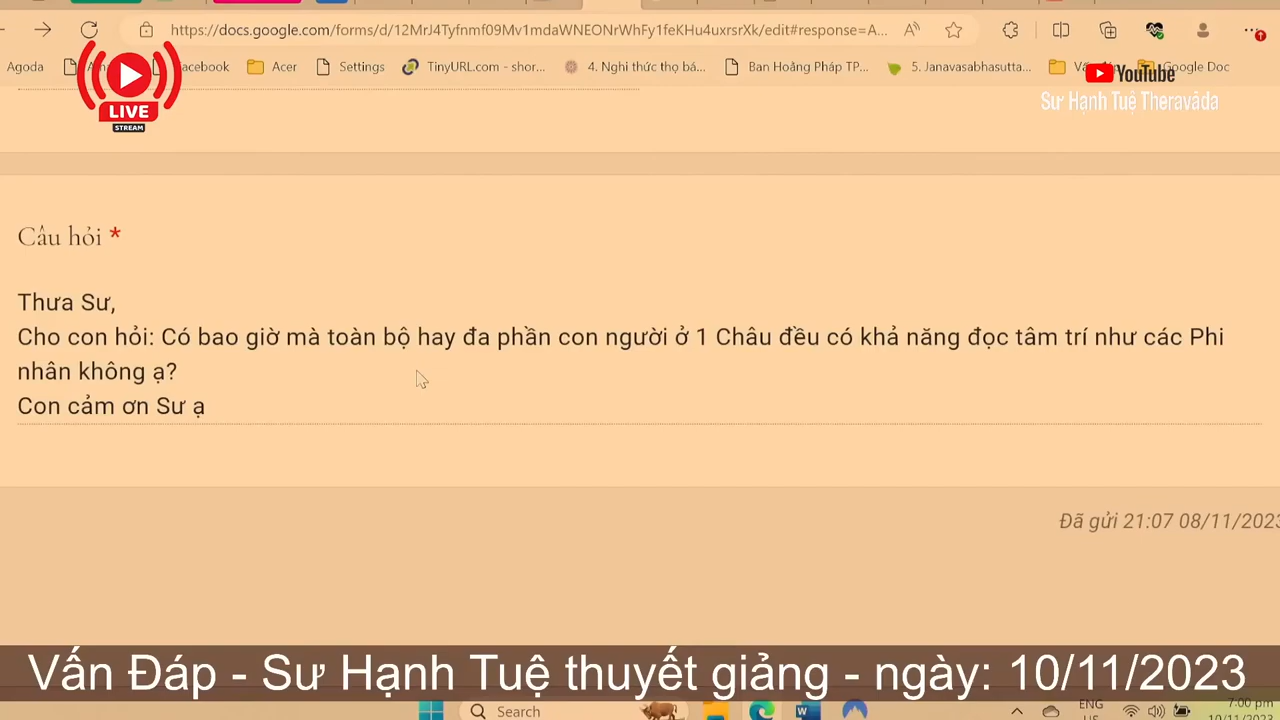 https://docs.google.com/forms/d/12MrJ4Tyfnmf09Mv1mdaWNEONrWhFy1feKHu4uxrsrXk/edit#response=A...
Agoda
Facebook
Acer
Settings
TinyURL.com - shor...
4. Nghi thức thọ bá...
Ban Hoằng Pháp TP...
5. Janavasabhasutta...
Google Doc
LIVE
STREAM
YouTube
Sư Hạnh Tuệ Theravāda
Câu hỏi *
Thưa Sư,
Cho con hỏi: Có bao giờ mà toàn bộ hay đa phần con người ở 1 Châu đều có khả năng đọc tâm trí như các Phi
nhân không ạ?
Con cảm ơn Sư ạ
Đã gửi 21:07 08/11/2023
Vấn Đáp - Sư Hạnh Tuệ thuyết giảng - ngày: 10/11/2023
Search
ENG
7:00 pm